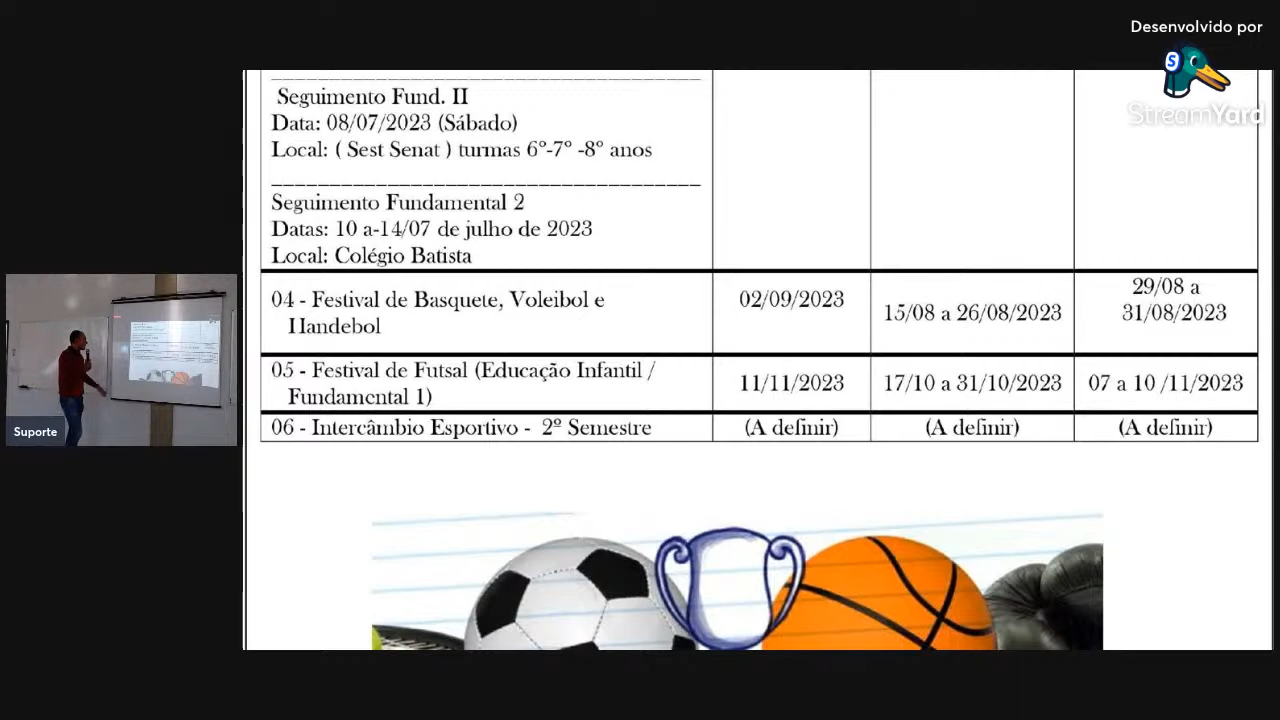 Desenvolvido por
StreamYard
Seguimento Fund. II
Data: 08/07/2023 (Sábado)
Local: ( Sest Senat ) turmas 6º-7º -8º anos
Seguimento Fundamental 2
Datas: 10 a-14/07 de julho de 2023
Local: Colégio Batista
04 - Festival de Basquete, Voleibol e
Handebol
02/09/2023
15/08 a 26/08/2023
29/08 a
31/08/2023
05 - Festival de Futsal (Educação Infantil /
Fundamental 1)
11/11/2023
17/10 a 31/10/2023
07 a 10 /11/2023
06 - Intercâmbio Esportivo - 2º Semestre
(A definir)
(A definir)
(A definir)
Suporte